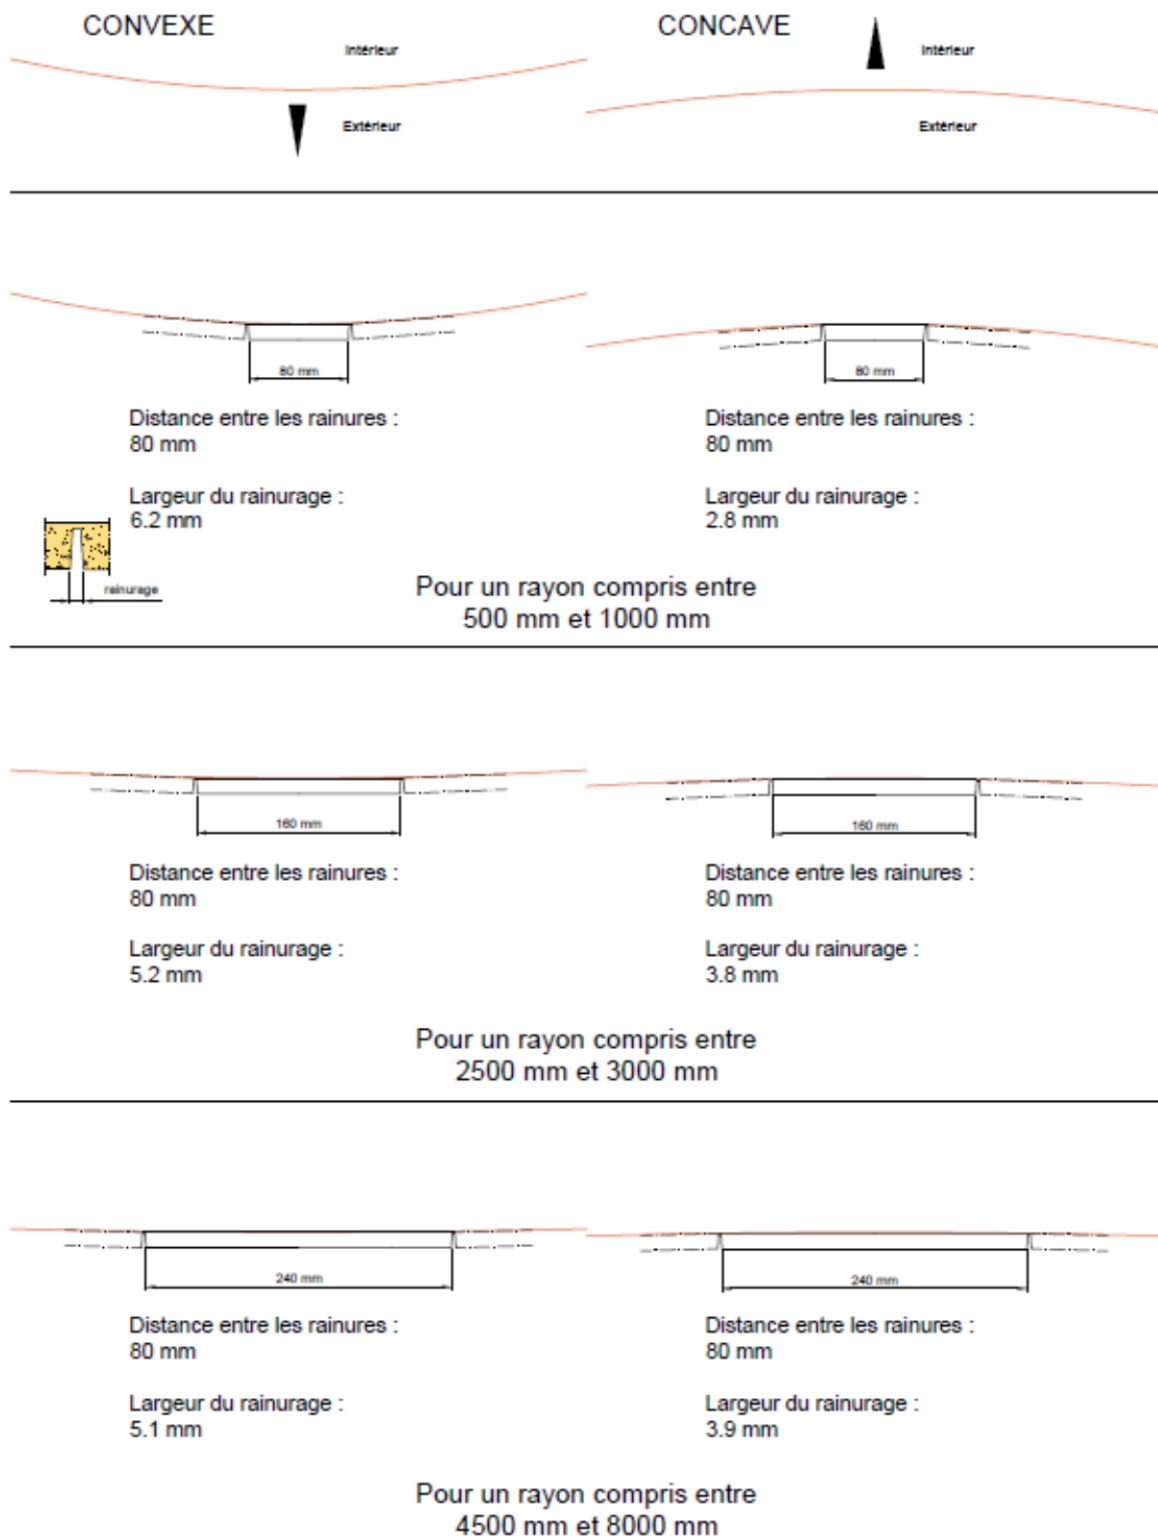 CONVEXE
CONCAVE
Intérieur
Intérieur
Extérieur
Extérieur
80 mm
80 mm
Distance entre les rainures :
80 mm
Distance entre les rainures :
80 mm
Largeur du rainurage :
6.2 mm
Largeur du rainurage :
2.8 mm
rainurage
Pour un rayon compris entre
500 mm et 1000 mm
160 mm
160 mm
Distance entre les rainures :
80 mm
Distance entre les rainures :
80 mm
Largeur du rainurage :
5.2 mm
Largeur du rainurage :
3.8 mm
Pour un rayon compris entre
2500 mm et 3000 mm
240 mm
240 mm
Distance entre les rainures :
80 mm
Distance entre les rainures :
80 mm
Largeur du rainurage :
5.1 mm
Largeur du rainurage :
3.9 mm
Pour un rayon compris entre
4500 mm et 8000 mm